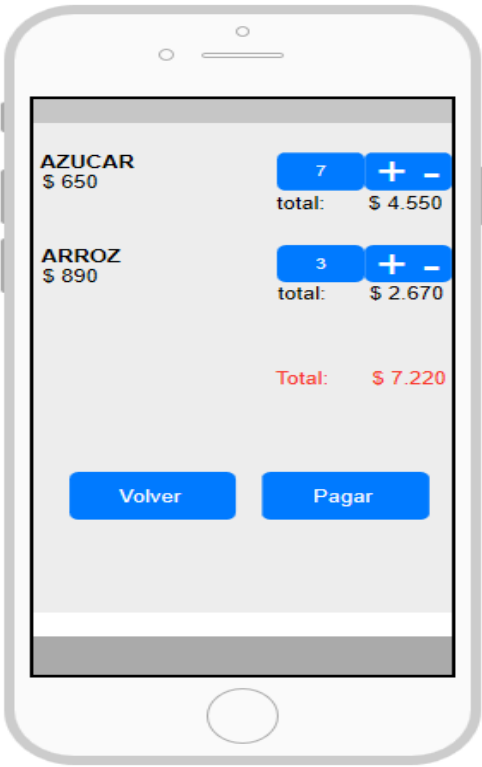 AZUCAR
$ 650
7 + -
total: $ 4.550
ARROZ
$ 890
3 + -
total: $ 2.670
Total: $ 7.220
Volver Pagar